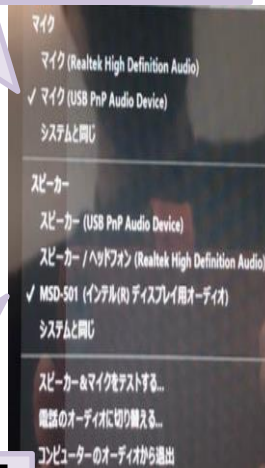 マイク
マイク (Realtek High Definition Audio)
✓ マイク (USB PnP Audio Device)
システムと同じ
スピーカー
スピーカー (USB PnP Audio Device)
スピーカー / ヘッドフォン (Realtek High Definition Audio)
✓ MSD-501 (インテル(R) ディスプレイ用オーディオ)
システムと同じ
スピーカー&マイクをテストする...
電話のオーディオに切り替える...
コンピューターのオーディオから退出